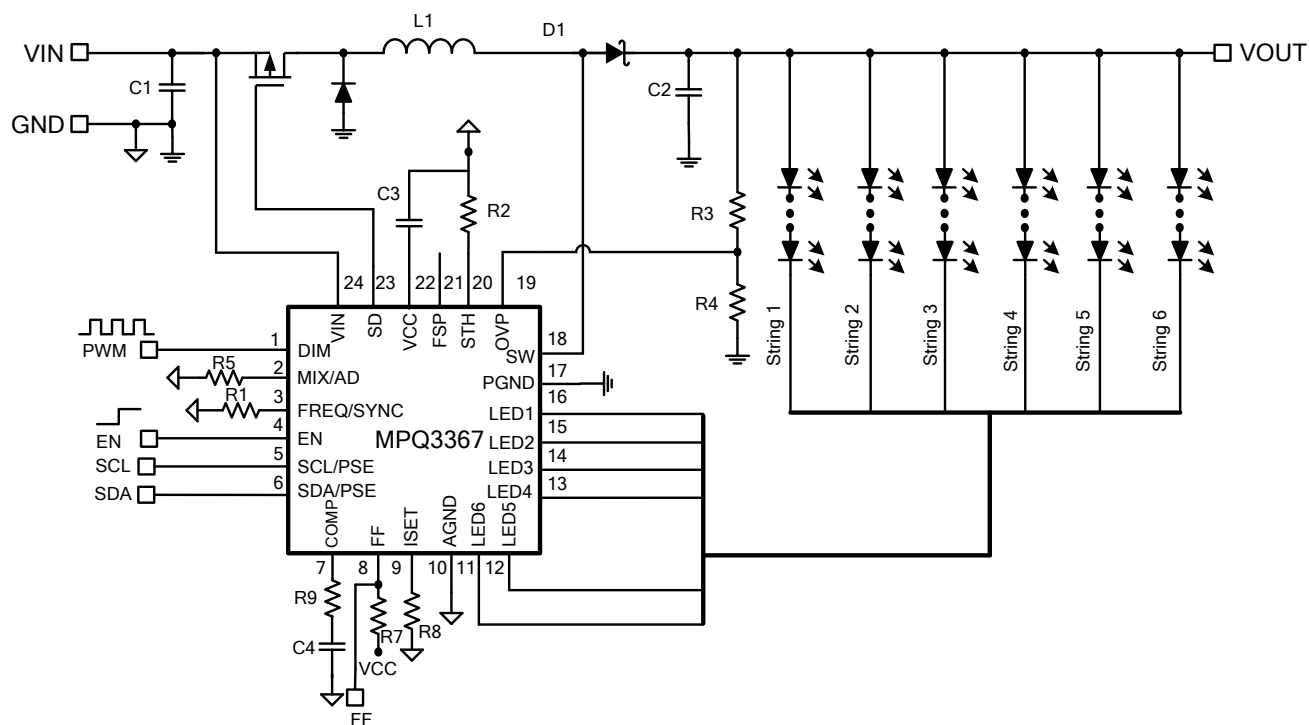 L1
D1
VIN
VOUT
C1
C2
GND
C3
R2
R3
24
23
22
21
20
19
R4
VIN
SD
VCC
FSP
STH
OVP
String 1
String 2
String 3
String 4
String 5
String 6
PWM
1
DIM
SW
18
R5
2
MIX/AD
PGND
17
R1
3
FREQ/SYNC
LED1
16
EN
4
EN
MPQ3367
LED2
15
SCL
5
SCL/PSE
LED3
14
SDA
6
SDA/PSE
LED4
13
COMP
FF
ISET
AGND
LED6
LED5
7
8
9
10
11
12
R9
R7
R8
C4
VCC
FF